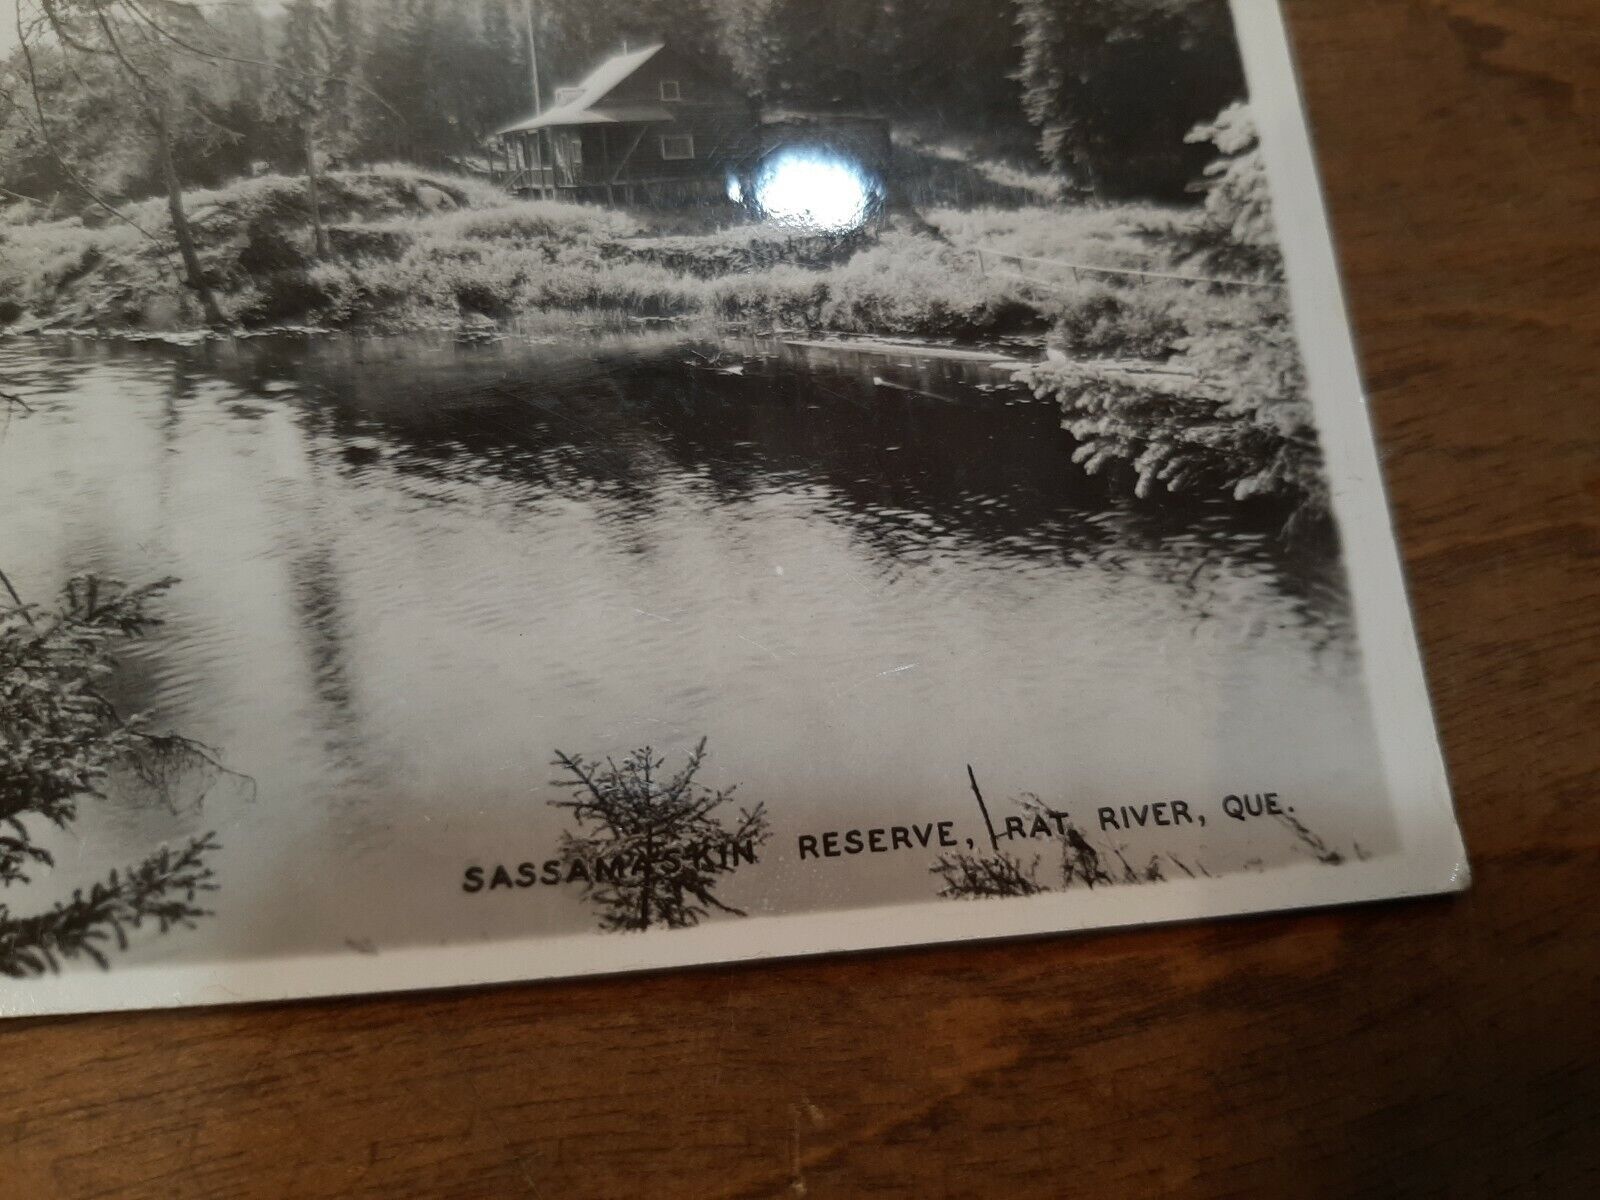 SASSAMASKIN RESERVE, RAT RIVER, QUE.